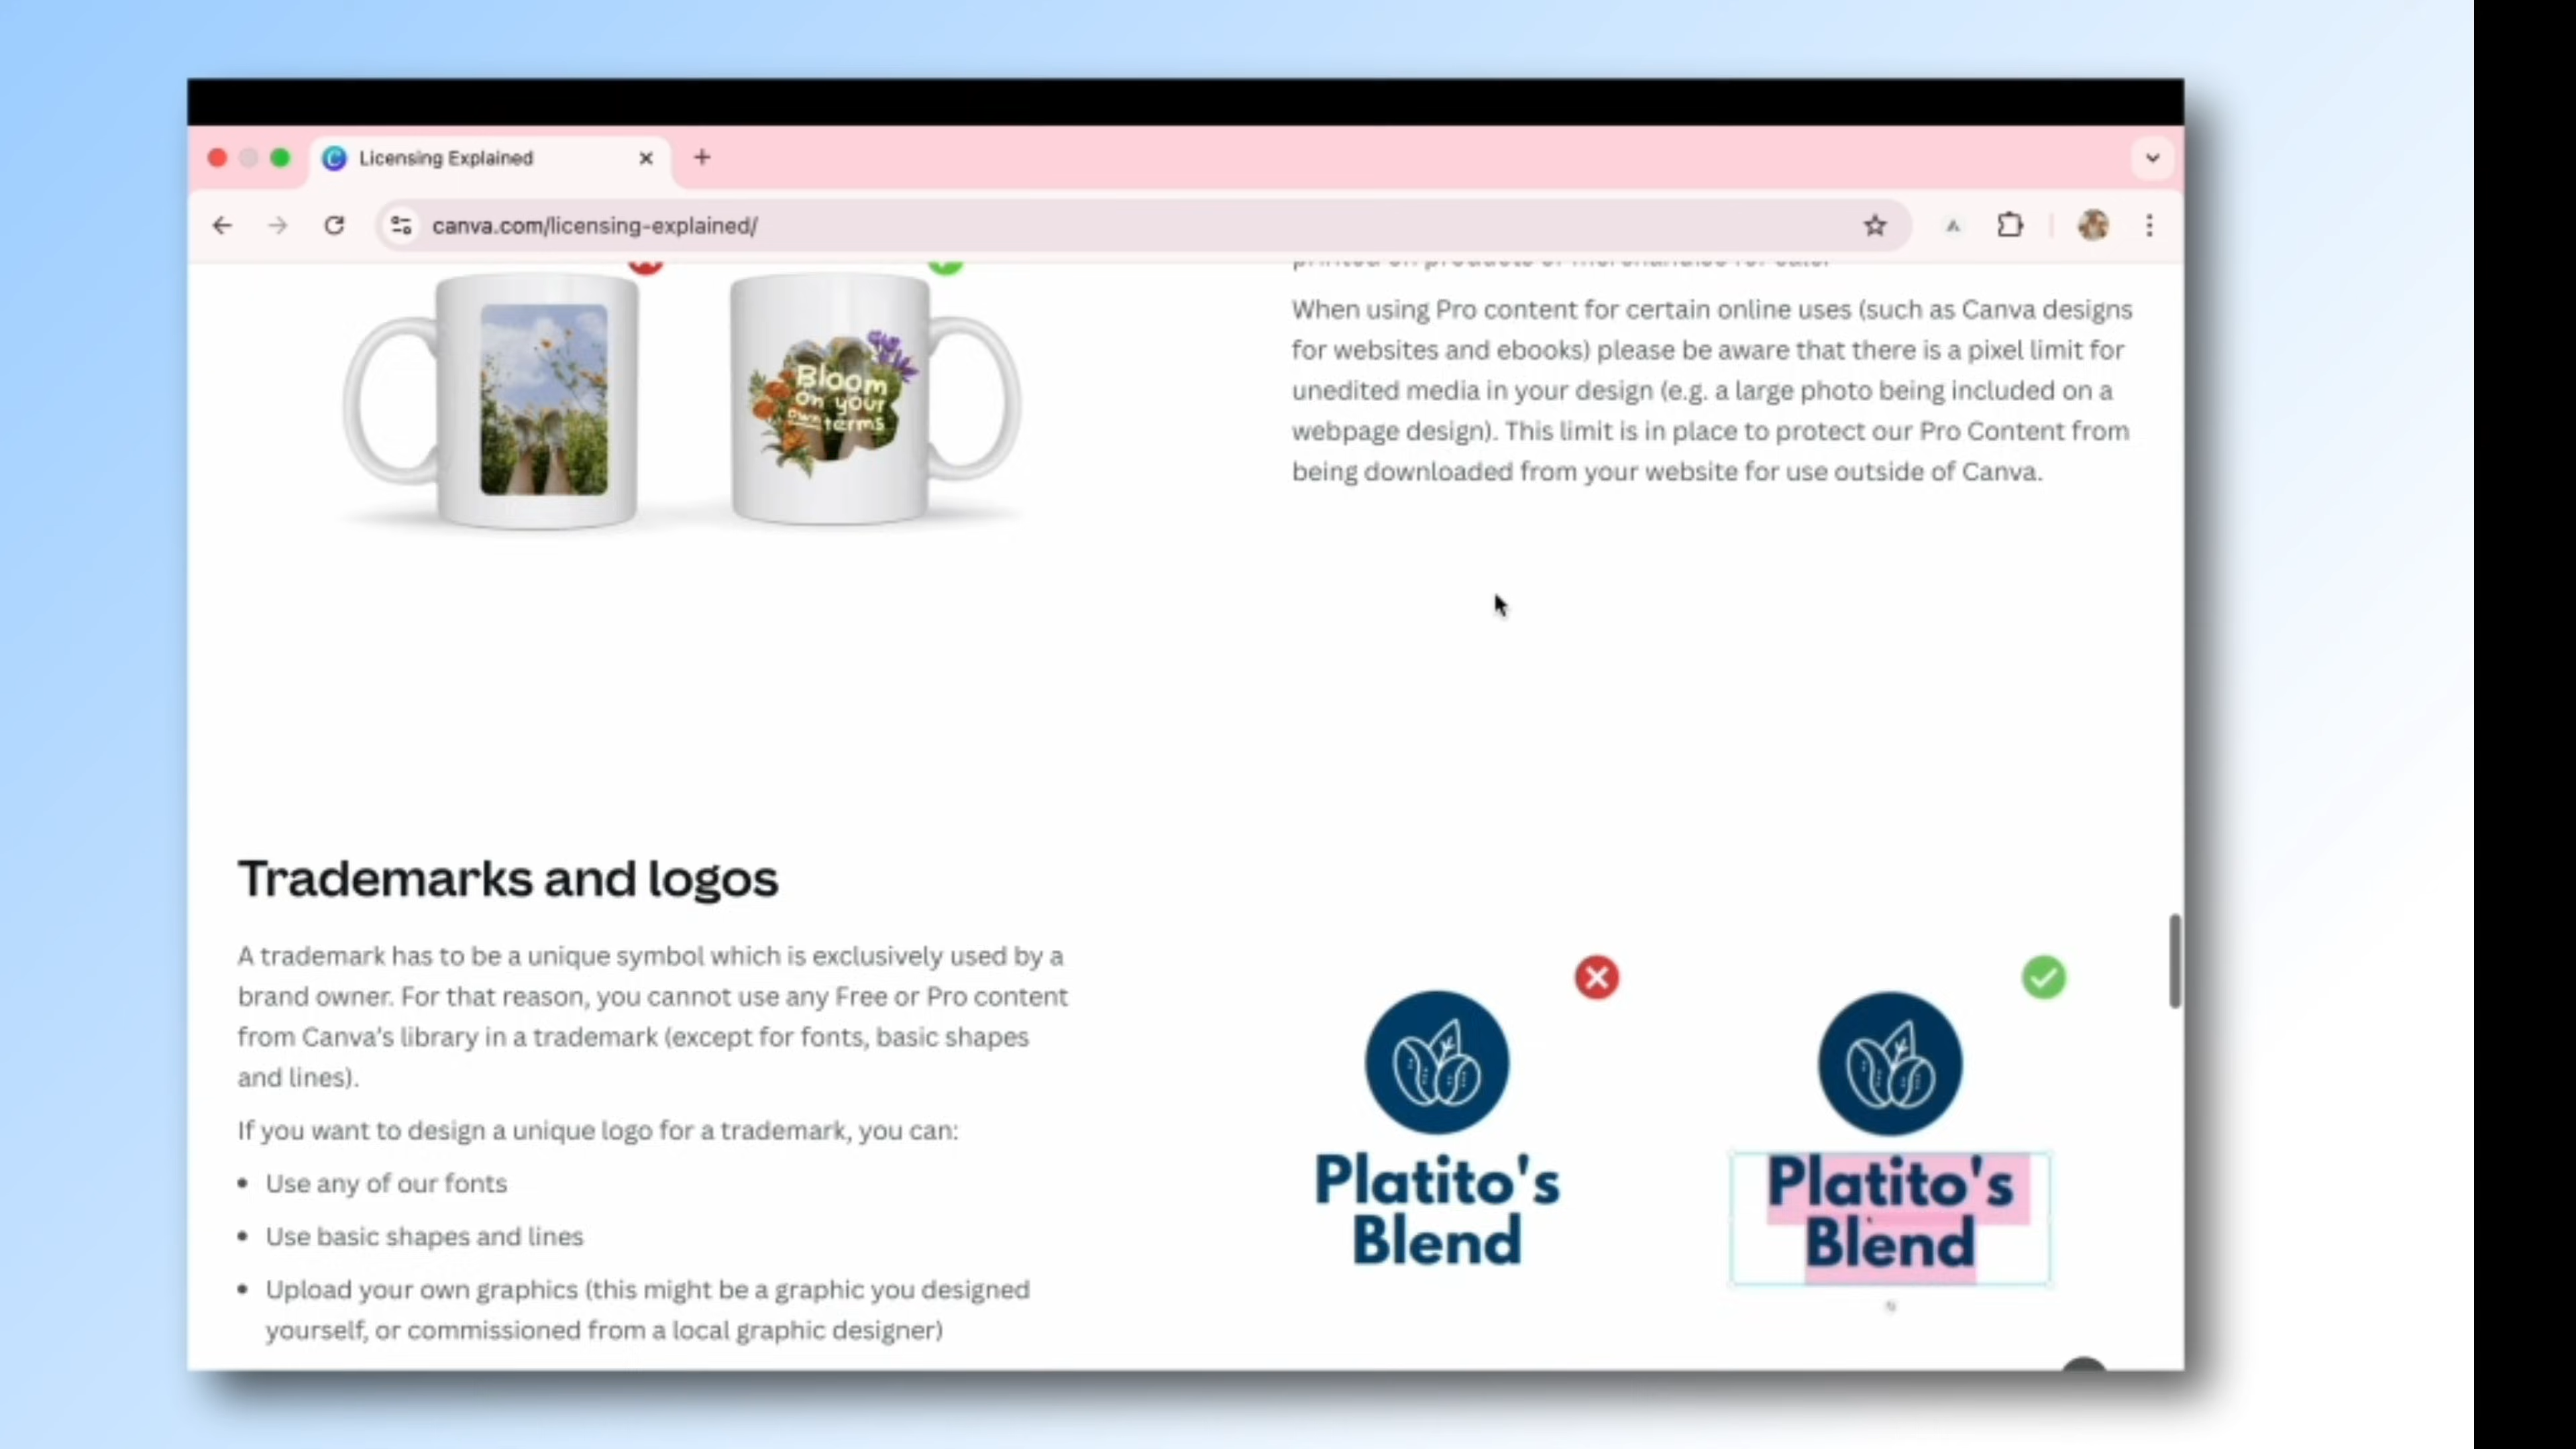 Licensing Explained
canva.com/licensing-explained/
Bloom
on your
own terms
When using Pro content for certain online uses (such as Canva designs
for websites and ebooks) please be aware that there is a pixel limit for
unedited media in your design (e.g. a large photo being included on a
webpage design). This limit is in place to protect our Pro Content from
being downloaded from your website for use outside of Canva.
Trademarks and logos
A trademark has to be a unique symbol which is exclusively used by a
brand owner. For that reason, you cannot use any Free or Pro content
from Canva's library in a trademark (except for fonts, basic shapes
and lines).
If you want to design a unique logo for a trademark, you can:
• Use any of our fonts
• Use basic shapes and lines
• Upload your own graphics (this might be a graphic you designed
yourself, or commissioned from a local graphic designer)
Platito's
Blend
Platito's
Blend